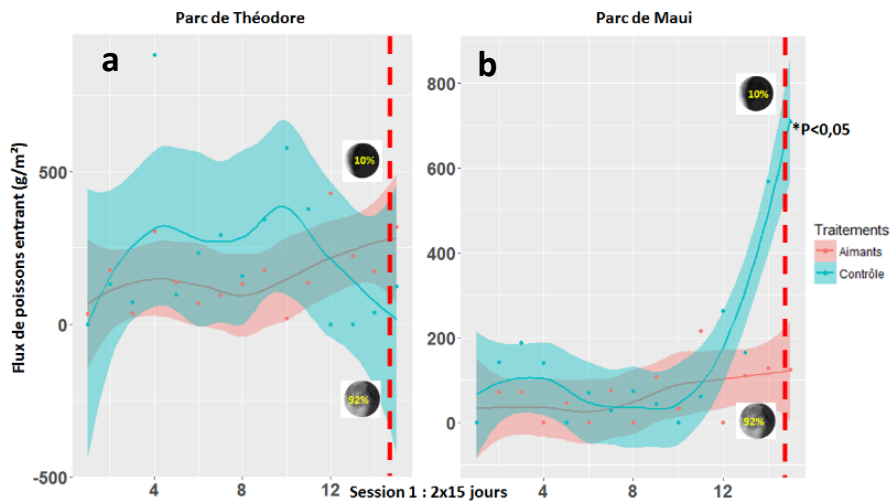 Parc de Théodore
Parc de Maui
a
b
Flux de poissons entrant (g/m²)
500
0
-500
10%
92%
4
8
12
800
600
400
200
0
10%
*P<0,05
92%
4
8
12
Traitements
Aimants
Contrôle
Session 1 : 2x15 jours